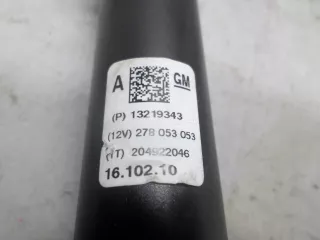 A GM
(P) 13219343
(12V) 278 053 053
(1T) 204922046
16.102.10